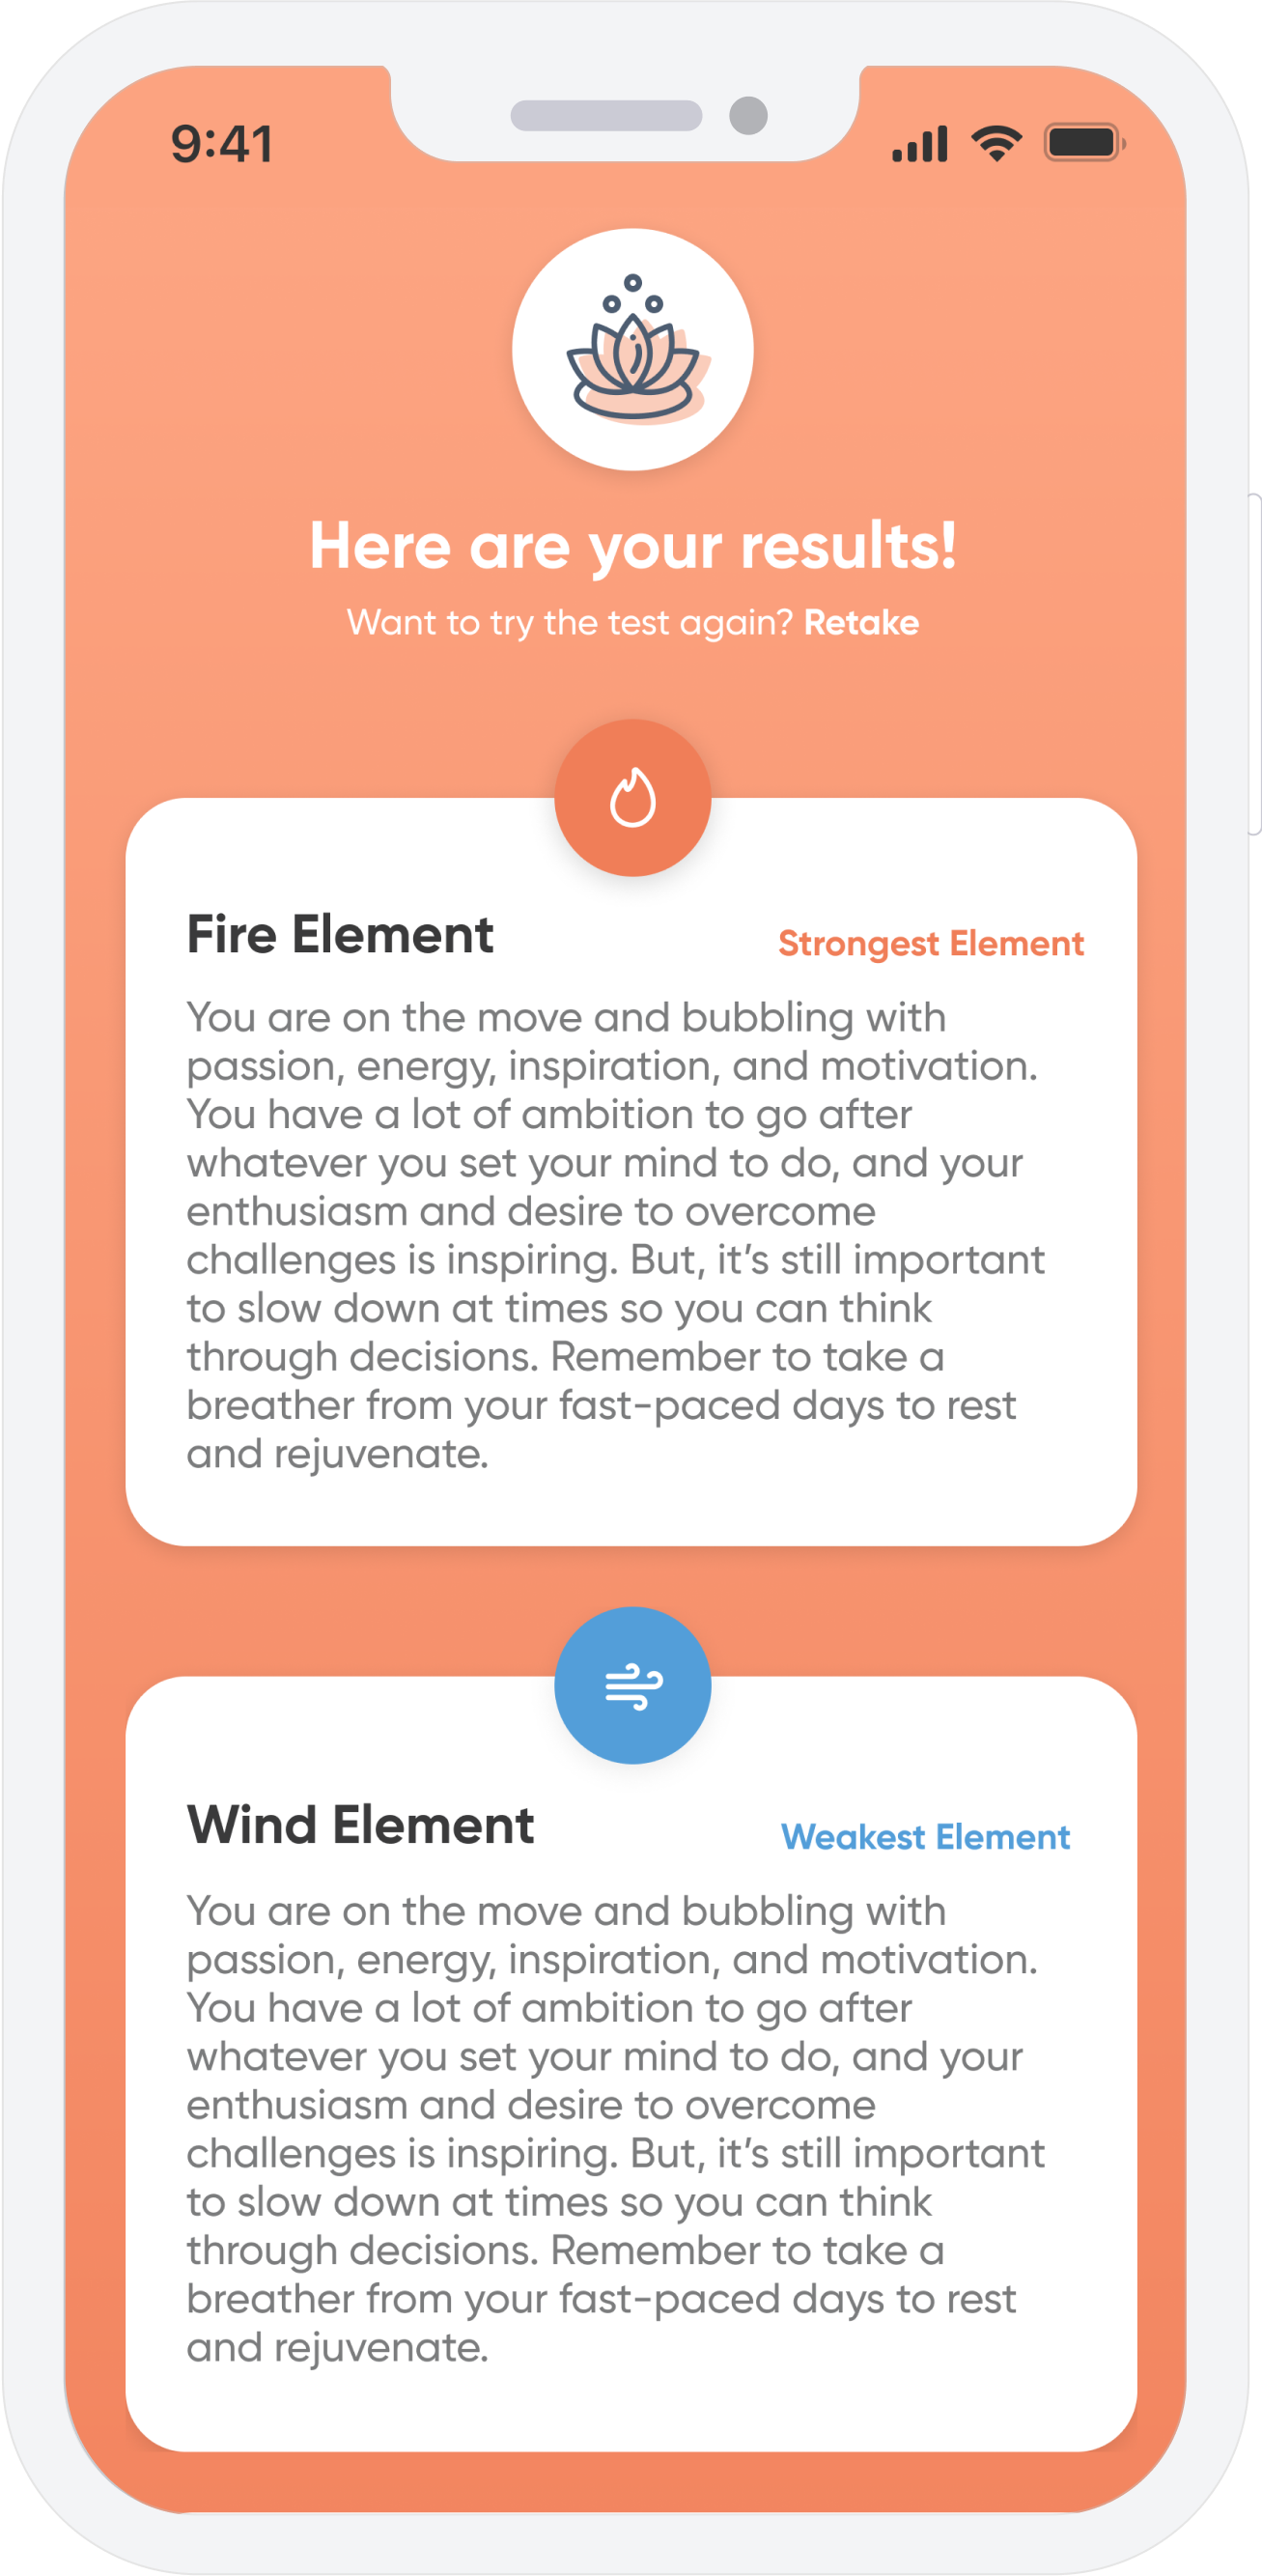 9:41
Here are your results!
Want to try the test again? Retake
Fire Element
Strongest Element
You are on the move and bubbling with
passion, energy, inspiration, and motivation.
You have a lot of ambition to go after
whatever you set your mind to do, and your
enthusiasm and desire to overcome
challenges is inspiring. But, it’s still important
to slow down at times so you can think
through decisions. Remember to take a
breather from your fast-paced days to rest
and rejuvenate.
Wind Element
Weakest Element
You are on the move and bubbling with
passion, energy, inspiration, and motivation.
You have a lot of ambition to go after
whatever you set your mind to do, and your
enthusiasm and desire to overcome
challenges is inspiring. But, it’s still important
to slow down at times so you can think
through decisions. Remember to take a
breather from your fast-paced days to rest
and rejuvenate.